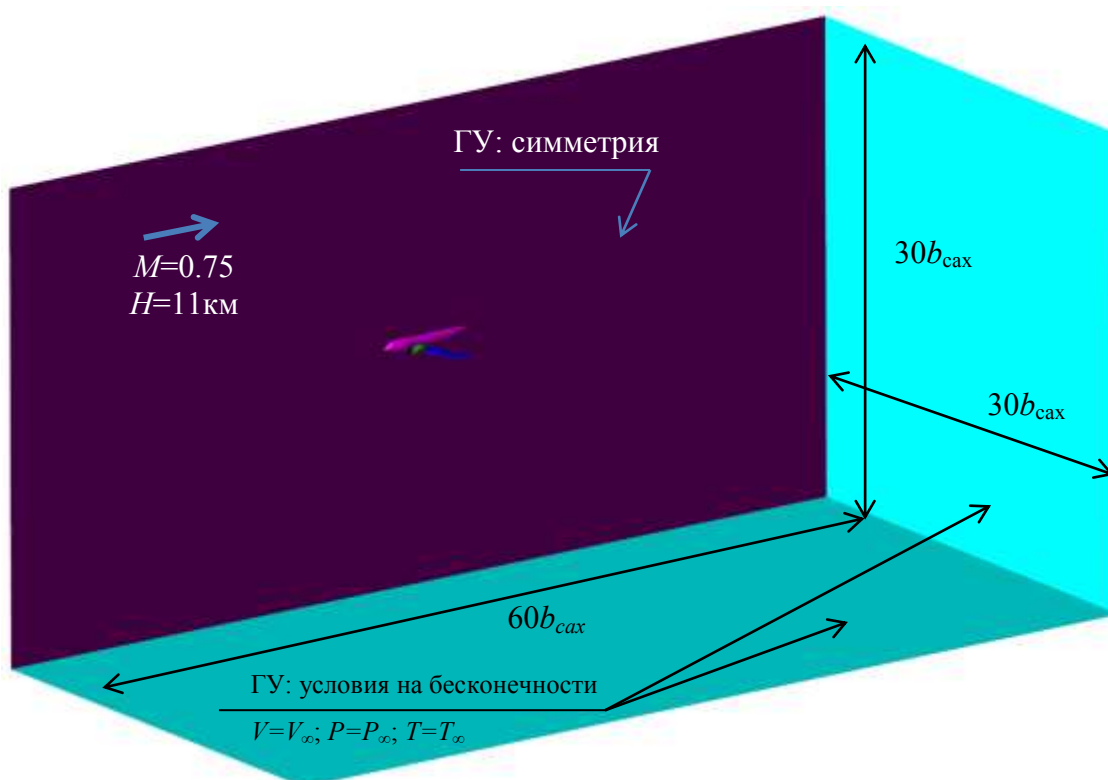 ГУ: симметрия
M=0.75
H=11км
30bсах
30bсах
60bсах
ГУ: условия на бесконечности
V=V∞; P=P∞; T=T∞